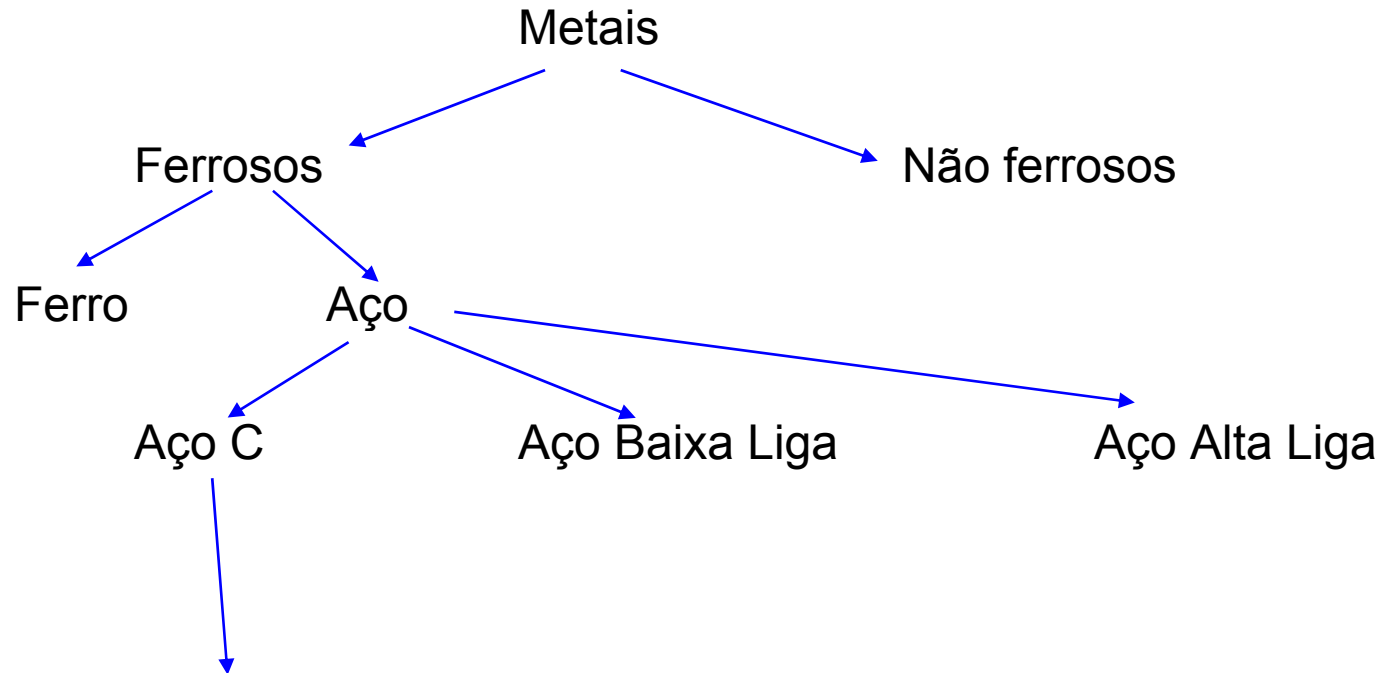 Metais
Ferrosos
Não ferrosos
Ferro
Aço
Aço C
Aço Baixa Liga
Aço Alta Liga